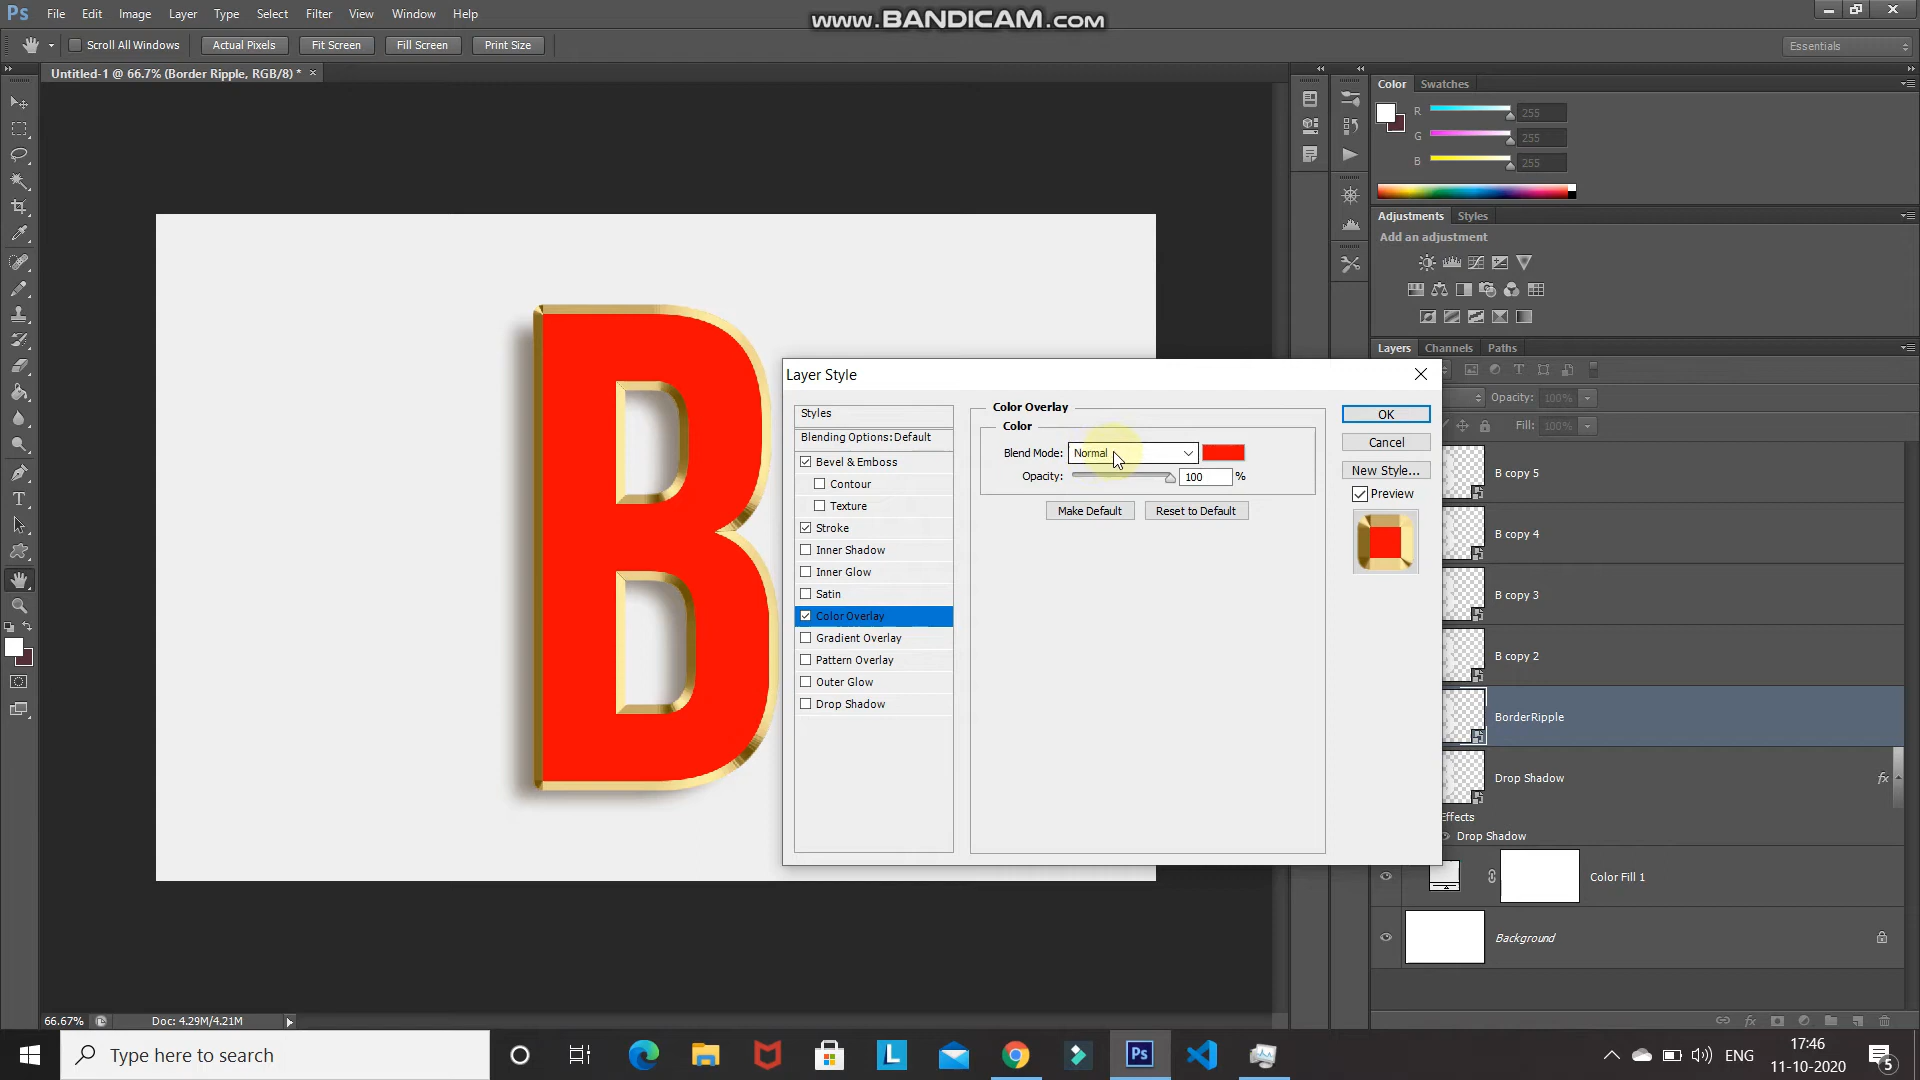 Ps File Edit Image Layer Type Select Filter View Window Help
www.BANDICAM.com
Scroll All Windows Actual Pixels Fit Screen Fill Screen Print Size
Essentials
Untitled-1 @ 66.7% (Border Ripple, RGB/8) * ×
Color Swatches
R 255
G 255
B 255
Adjustments Styles
Add an adjustment
Layers Channels Paths
Opacity: 100%
Fill: 100%
B copy 5
B copy 4
B copy 3
B copy 2
BorderRipple
Drop Shadow fx
Effects
Drop Shadow
Color Fill 1
Background
B
Layer Style
Styles
Blending Options: Default
Bevel & Emboss
Contour
Texture
Stroke
Inner Shadow
Inner Glow
Satin
Color Overlay
Gradient Overlay
Pattern Overlay
Outer Glow
Drop Shadow
Color Overlay
Color
Blend Mode: Normal
Opacity: 100 %
Make Default Reset to Default
OK
Cancel
New Style...
Preview
66.67% Doc: 4.29M/4.21M
fx
Type here to search
L
Ps
ENG
17:46
11-10-2020
5